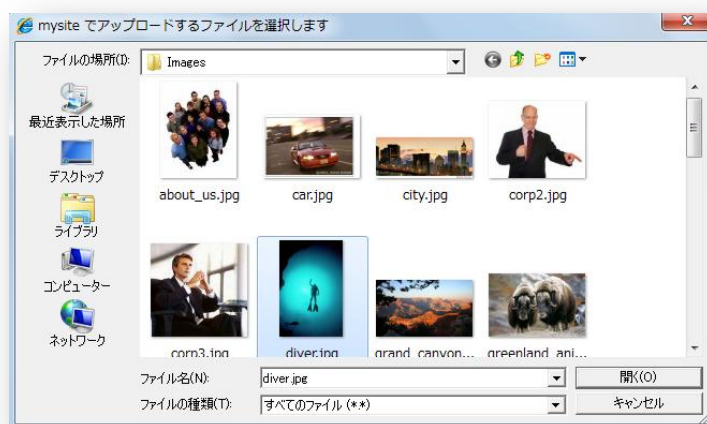 mysite でアップロードするファイルを選択します
ファイルの場所(I):
Images
最近表示した場所
デスクトップ
ライブラリ
コンピューター
ネットワーク
about_us.jpg
car.jpg
city.jpg
corp2.jpg
corp3.jpg
diver.jpg
grand_canyon...
greenland_ani...
ファイル名(N):
diver.jpg
開く(O)
ファイルの種類(T):
すべてのファイル (*.*)
キャンセル